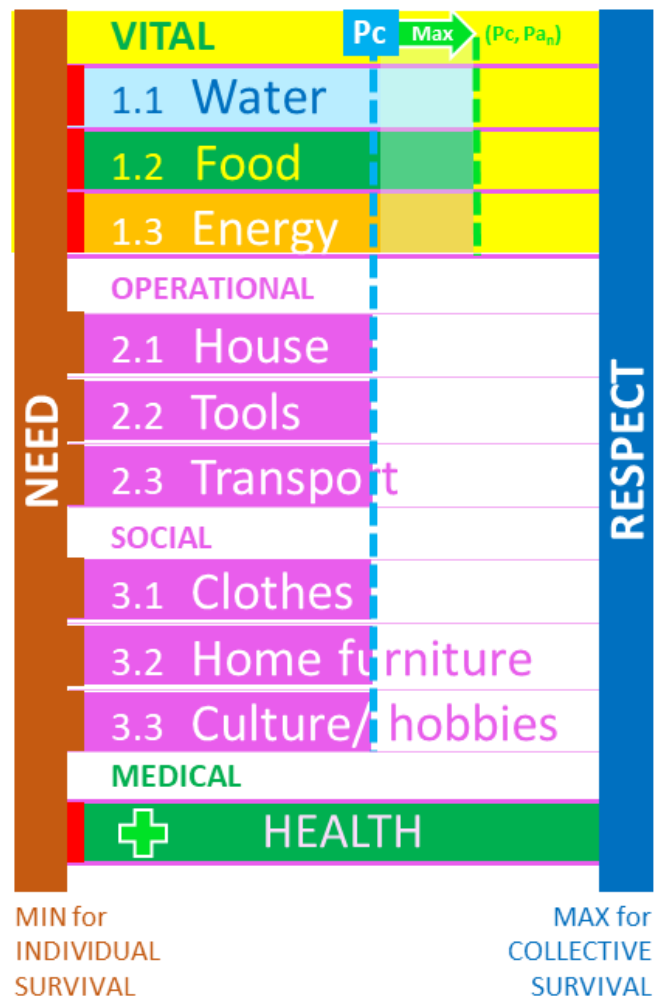 VITAL Pc Max (Pc, Paₙ)
1.1 Water
1.2 Food
1.3 Energy
OPERATIONAL
2.1 House
2.2 Tools
2.3 Transport
SOCIAL
3.1 Clothes
3.2 Home furniture
3.3 Culture/ hobbies
MEDICAL
HEALTH
NEED
RESPECT
MIN for
INDIVIDUAL
SURVIVAL
MAX for
COLLECTIVE
SURVIVAL